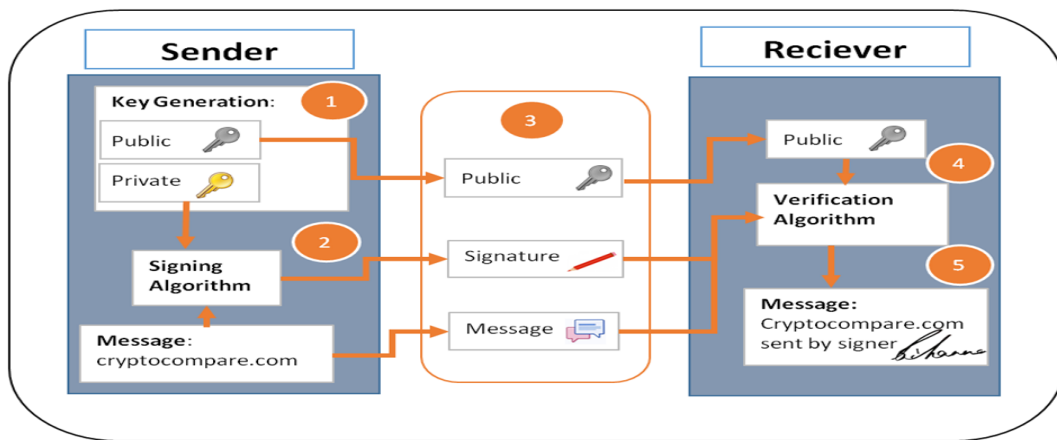 Sender
Reciever
Key Generation:
1
Public
Private
2
Signing
Algorithm
Message:
cryptocompare.com
3
Public
Signature
Message
Public
4
Verification
Algorithm
5
Message:
Cryptocompare.com
sent by signer